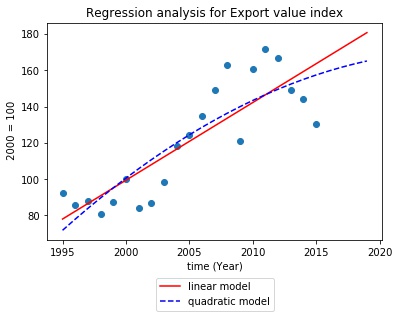 Regression analysis for Export value index
180
160
140
120
100
80
2000 = 100
1995
2000
2005
2010
2015
2020
time (Year)
linear model
quadratic model